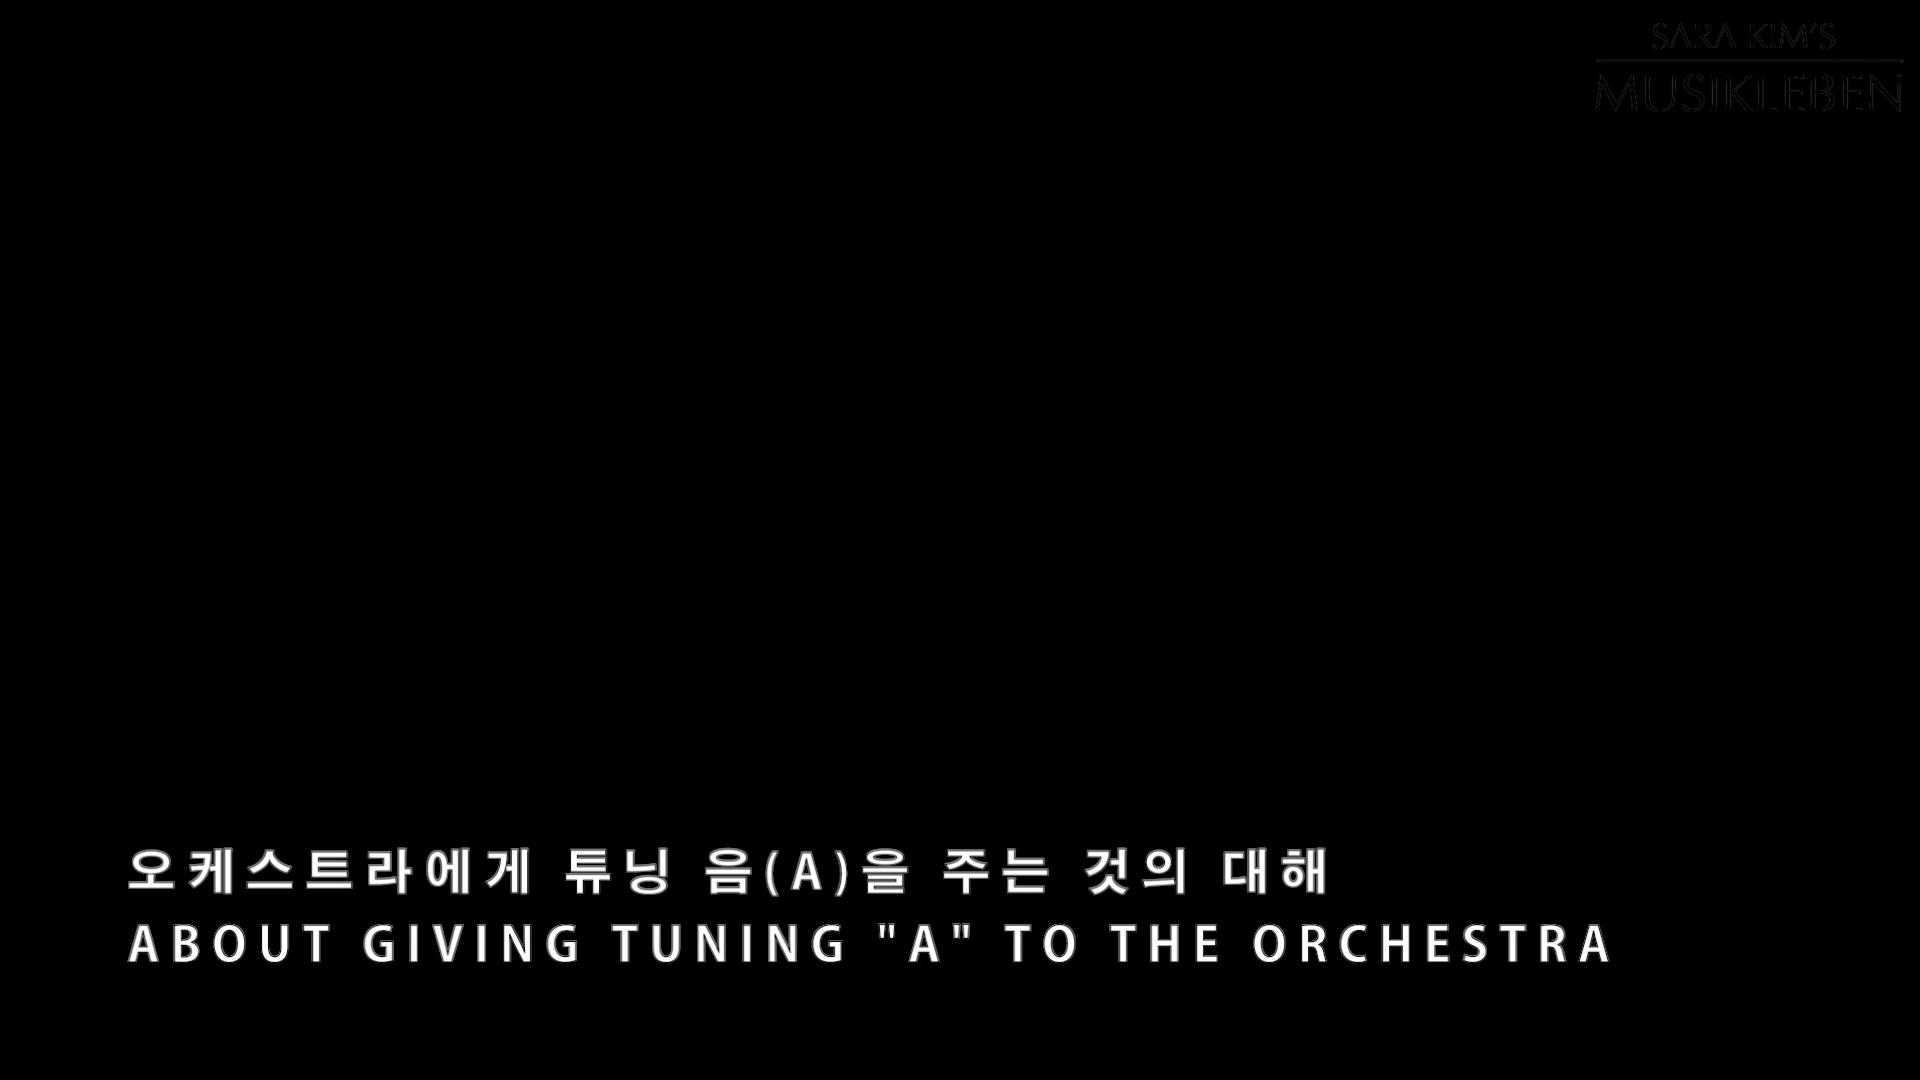 SARA KIM'S
MUSIKLEBEN
오케스트라에게 튜닝 음(A)을 주는 것의 대해
ABOUT GIVING TUNING "A" TO THE ORCHESTRA